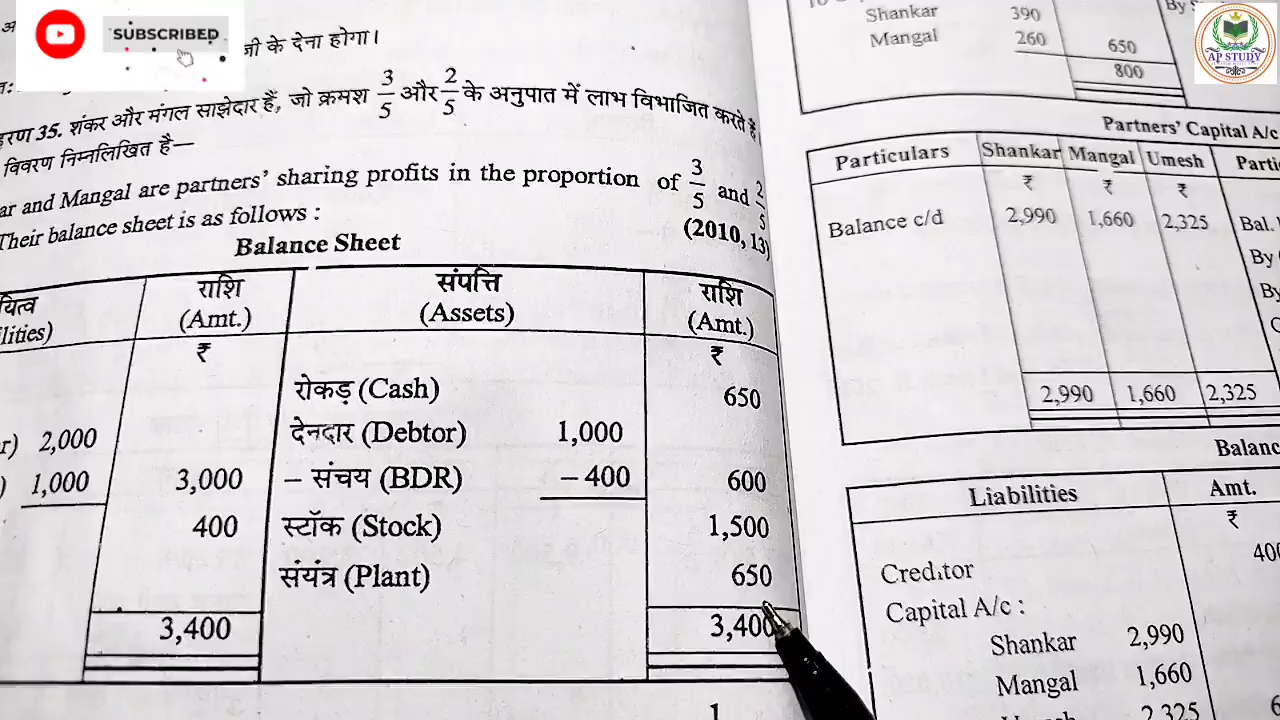 SUBSCRIBED
जी के देना होगा।
35. शंकर और मंगल साझेदार हैं, जो क्रमश 3/5 और 2/5 के अनुपात में लाभ विभाजित करते हैं।
विवरण निम्नलिखित है—
ar and Mangal are partners' sharing profits in the proportion of 3/5 and 2/5
Their balance sheet is as follows :
(2010, 13)
Balance Sheet
यित्व राशि संपत्ति राशि
lities) (Amt.) (Assets) (Amt.)
₹ ₹
रोकड़ (Cash) 650
r) 2,000 देनदार (Debtor) 1,000
) 1,000 3,000 – संचय (BDR) – 400 600
400 स्टॉक (Stock) 1,500
संयंत्र (Plant) 650
3,400 3,400
1
By
Shankar 390
Mangal 260 650
800
AP STUDY
Partners' Capital A/c
Particulars Shankar Mangal Umesh Parti
₹ ₹ ₹
Balance c/d 2,990 1,660 2,325 Bal.
By
By
2,990 1,660 2,325
Balanc
Liabilities Amt.
₹
Creditor 400
Capital A/c :
Shankar 2,990
Mangal 1,660
2,325